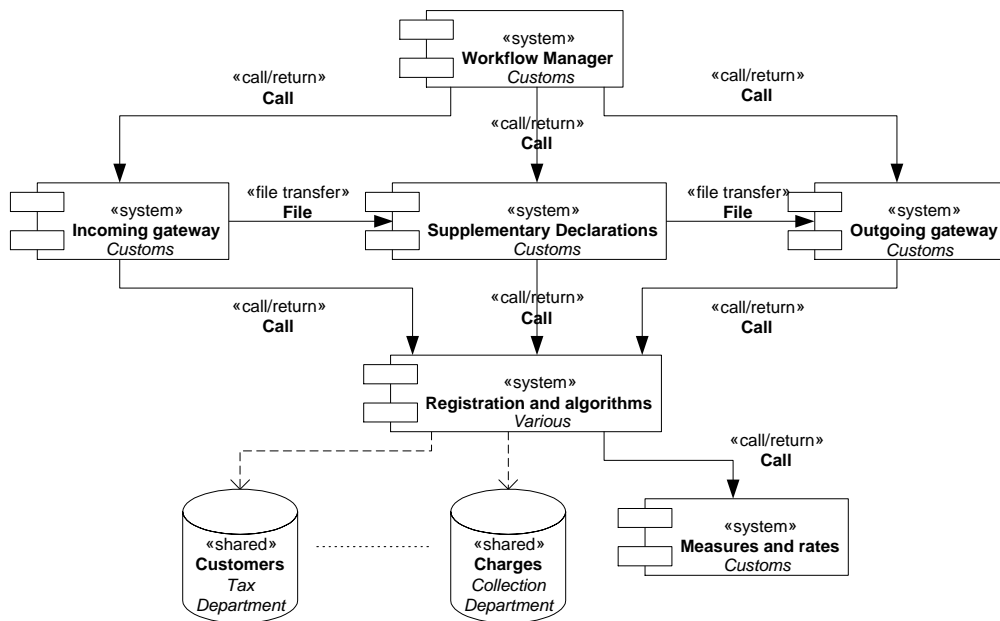 «system»
Workflow Manager
Customs
«call/return»
Call
«call/return»
Call
«call/return»
Call
«system»
Incoming gateway
Customs
«file transfer»
File
«system»
Supplementary Declarations
Customs
«file transfer»
File
«system»
Outgoing gateway
Customs
«call/return»
Call
«call/return»
Call
«call/return»
Call
«system»
Registration and algorithms
Various
«call/return»
Call
«shared»
Customers
Tax
Department
«shared»
Charges
Collection
Department
«system»
Measures and rates
Customs